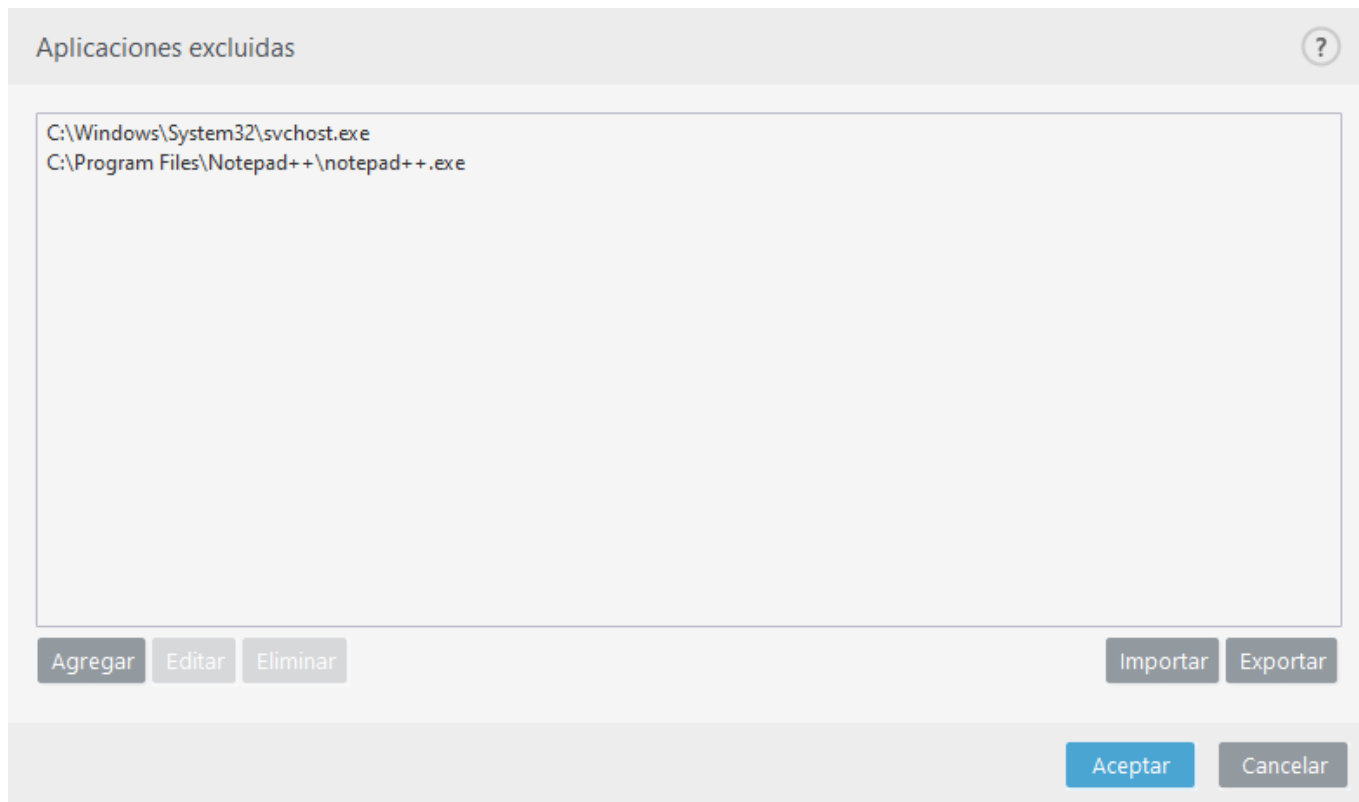 Aplicaciones excluidas ?
C:\Windows\System32\svchost.exe
C:\Program Files\Notepad++\notepad++.exe
Agregar Editar Eliminar Importar Exportar
Aceptar Cancelar